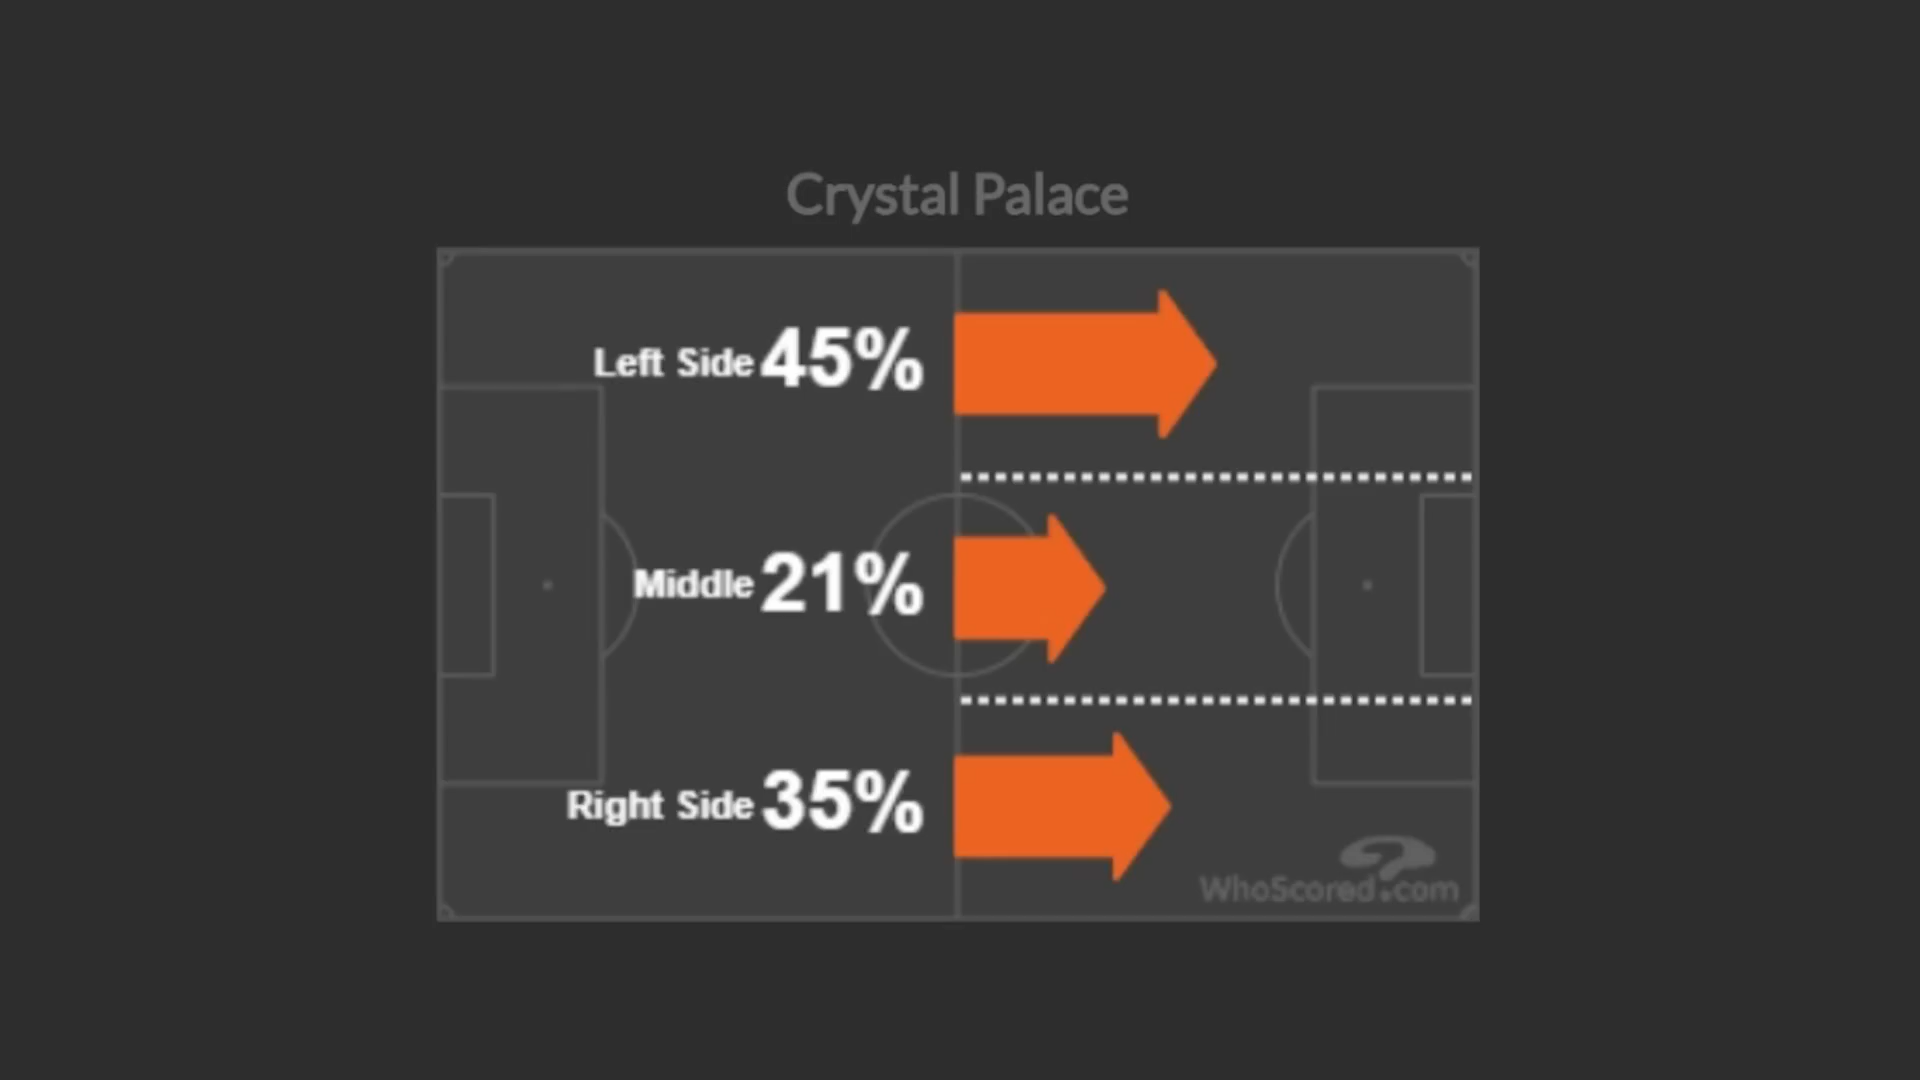 Crystal Palace
Left Side 45%
Middle 21%
Right Side 35%
WhoScored.com